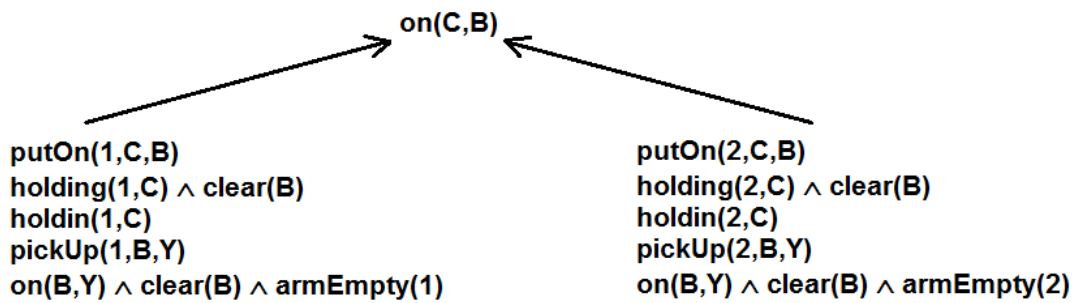 on(C,B)
putOn(1,C,B)
holding(1,C) ∧ clear(B)
holdin(1,C)
pickUp(1,B,Y)
on(B,Y) ∧ clear(B) ∧ armEmpty(1)
putOn(2,C,B)
holding(2,C) ∧ clear(B)
holdin(2,C)
pickUp(2,B,Y)
on(B,Y) ∧ clear(B) ∧ armEmpty(2)